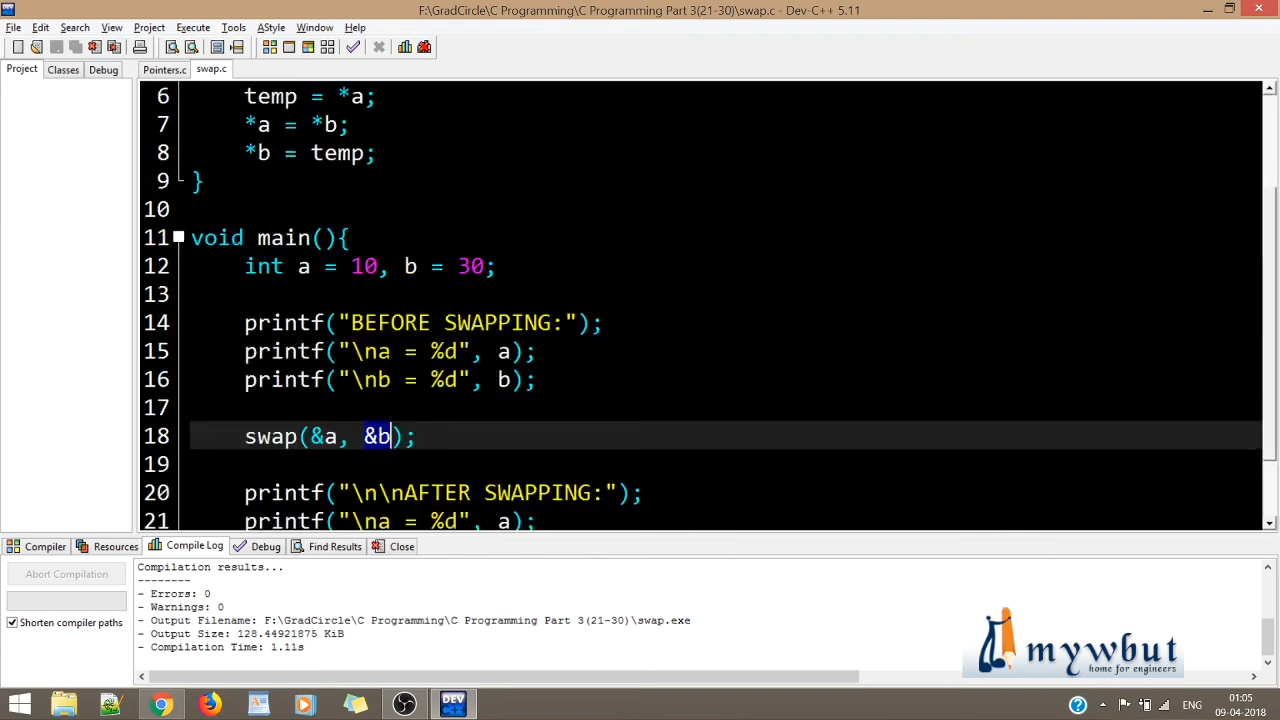 F:\GradCircle\C Programming\C Programming Part 3(21-30)\swap.c - Dev-C++ 5.11
File Edit Search View Project Execute Tools AStyle Window Help
Project Classes Debug Pointers.c swap.c
6 temp = *a;
7 *a = *b;
8 *b = temp;
9 }
10
11 void main(){
12 int a = 10, b = 30;
13
14 printf("BEFORE SWAPPING:");
15 printf("\na = %d", a);
16 printf("\nb = %d", b);
17
18 swap(&a, &b);
19
20 printf("\n\nAFTER SWAPPING:");
21 printf("\na = %d", a);
Compiler Resources Compile Log Debug Find Results Close
Abort Compilation
Shorten compiler paths
Compilation results...
--------
- Errors: 0
- Warnings: 0
- Output Filename: F:\GradCircle\C Programming\C Programming Part 3(21-30)\swap.exe
- Output Size: 128.44921875 KiB
- Compilation Time: 1.11s
mywbut
home for engineers
DEV
ENG
01:05
09-04-2018